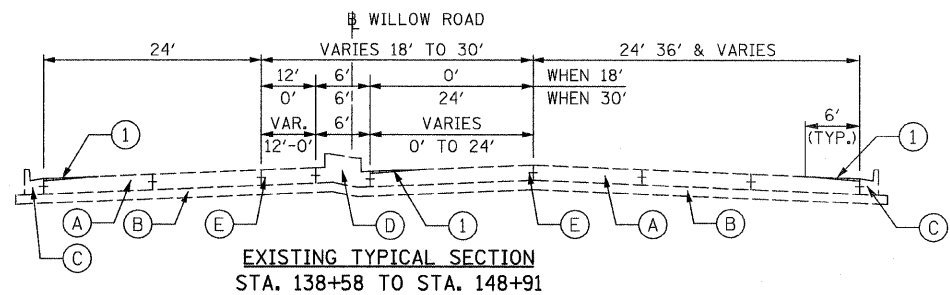 ℄ WILLOW ROAD
24' VARIES 18' TO 30' 24' 36' & VARIES
12' 6' 0' WHEN 18'
0' 6' 24' WHEN 30'
VAR. 6' VARIES 6'
12'-0' 0' TO 24' (TYP.)
1 1
A B E D 1 E A B
C C
EXISTING TYPICAL SECTION
STA. 138+58 TO STA. 148+91